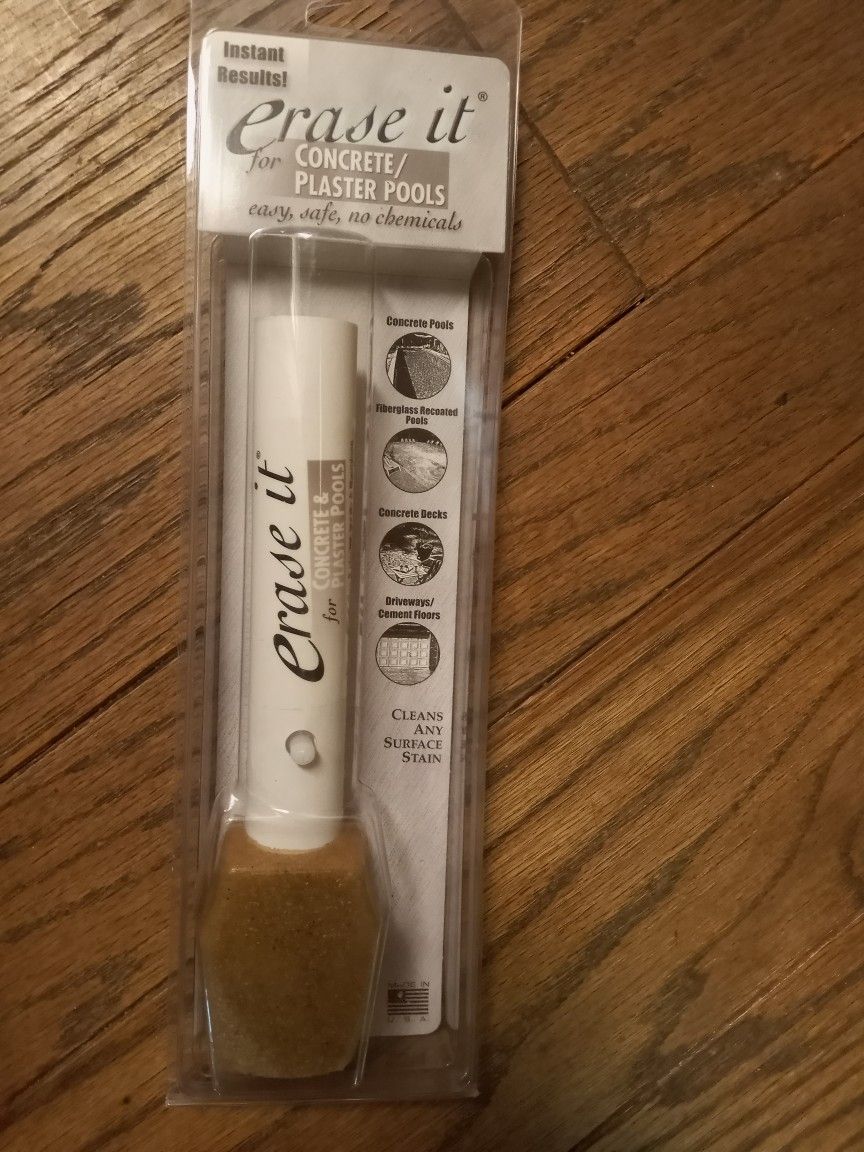 Instant
Results!
erase it®
for CONCRETE/
PLASTER POOLS
easy, safe, no chemicals
Concrete Pools
Fiberglass Recoated
Pools
Concrete Decks
Driveways/
Cement Floors
CLEANS
ANY
SURFACE
STAIN
MADE IN
U. S. A.
erase it®
for CONCRETE &
PLASTER POOLS